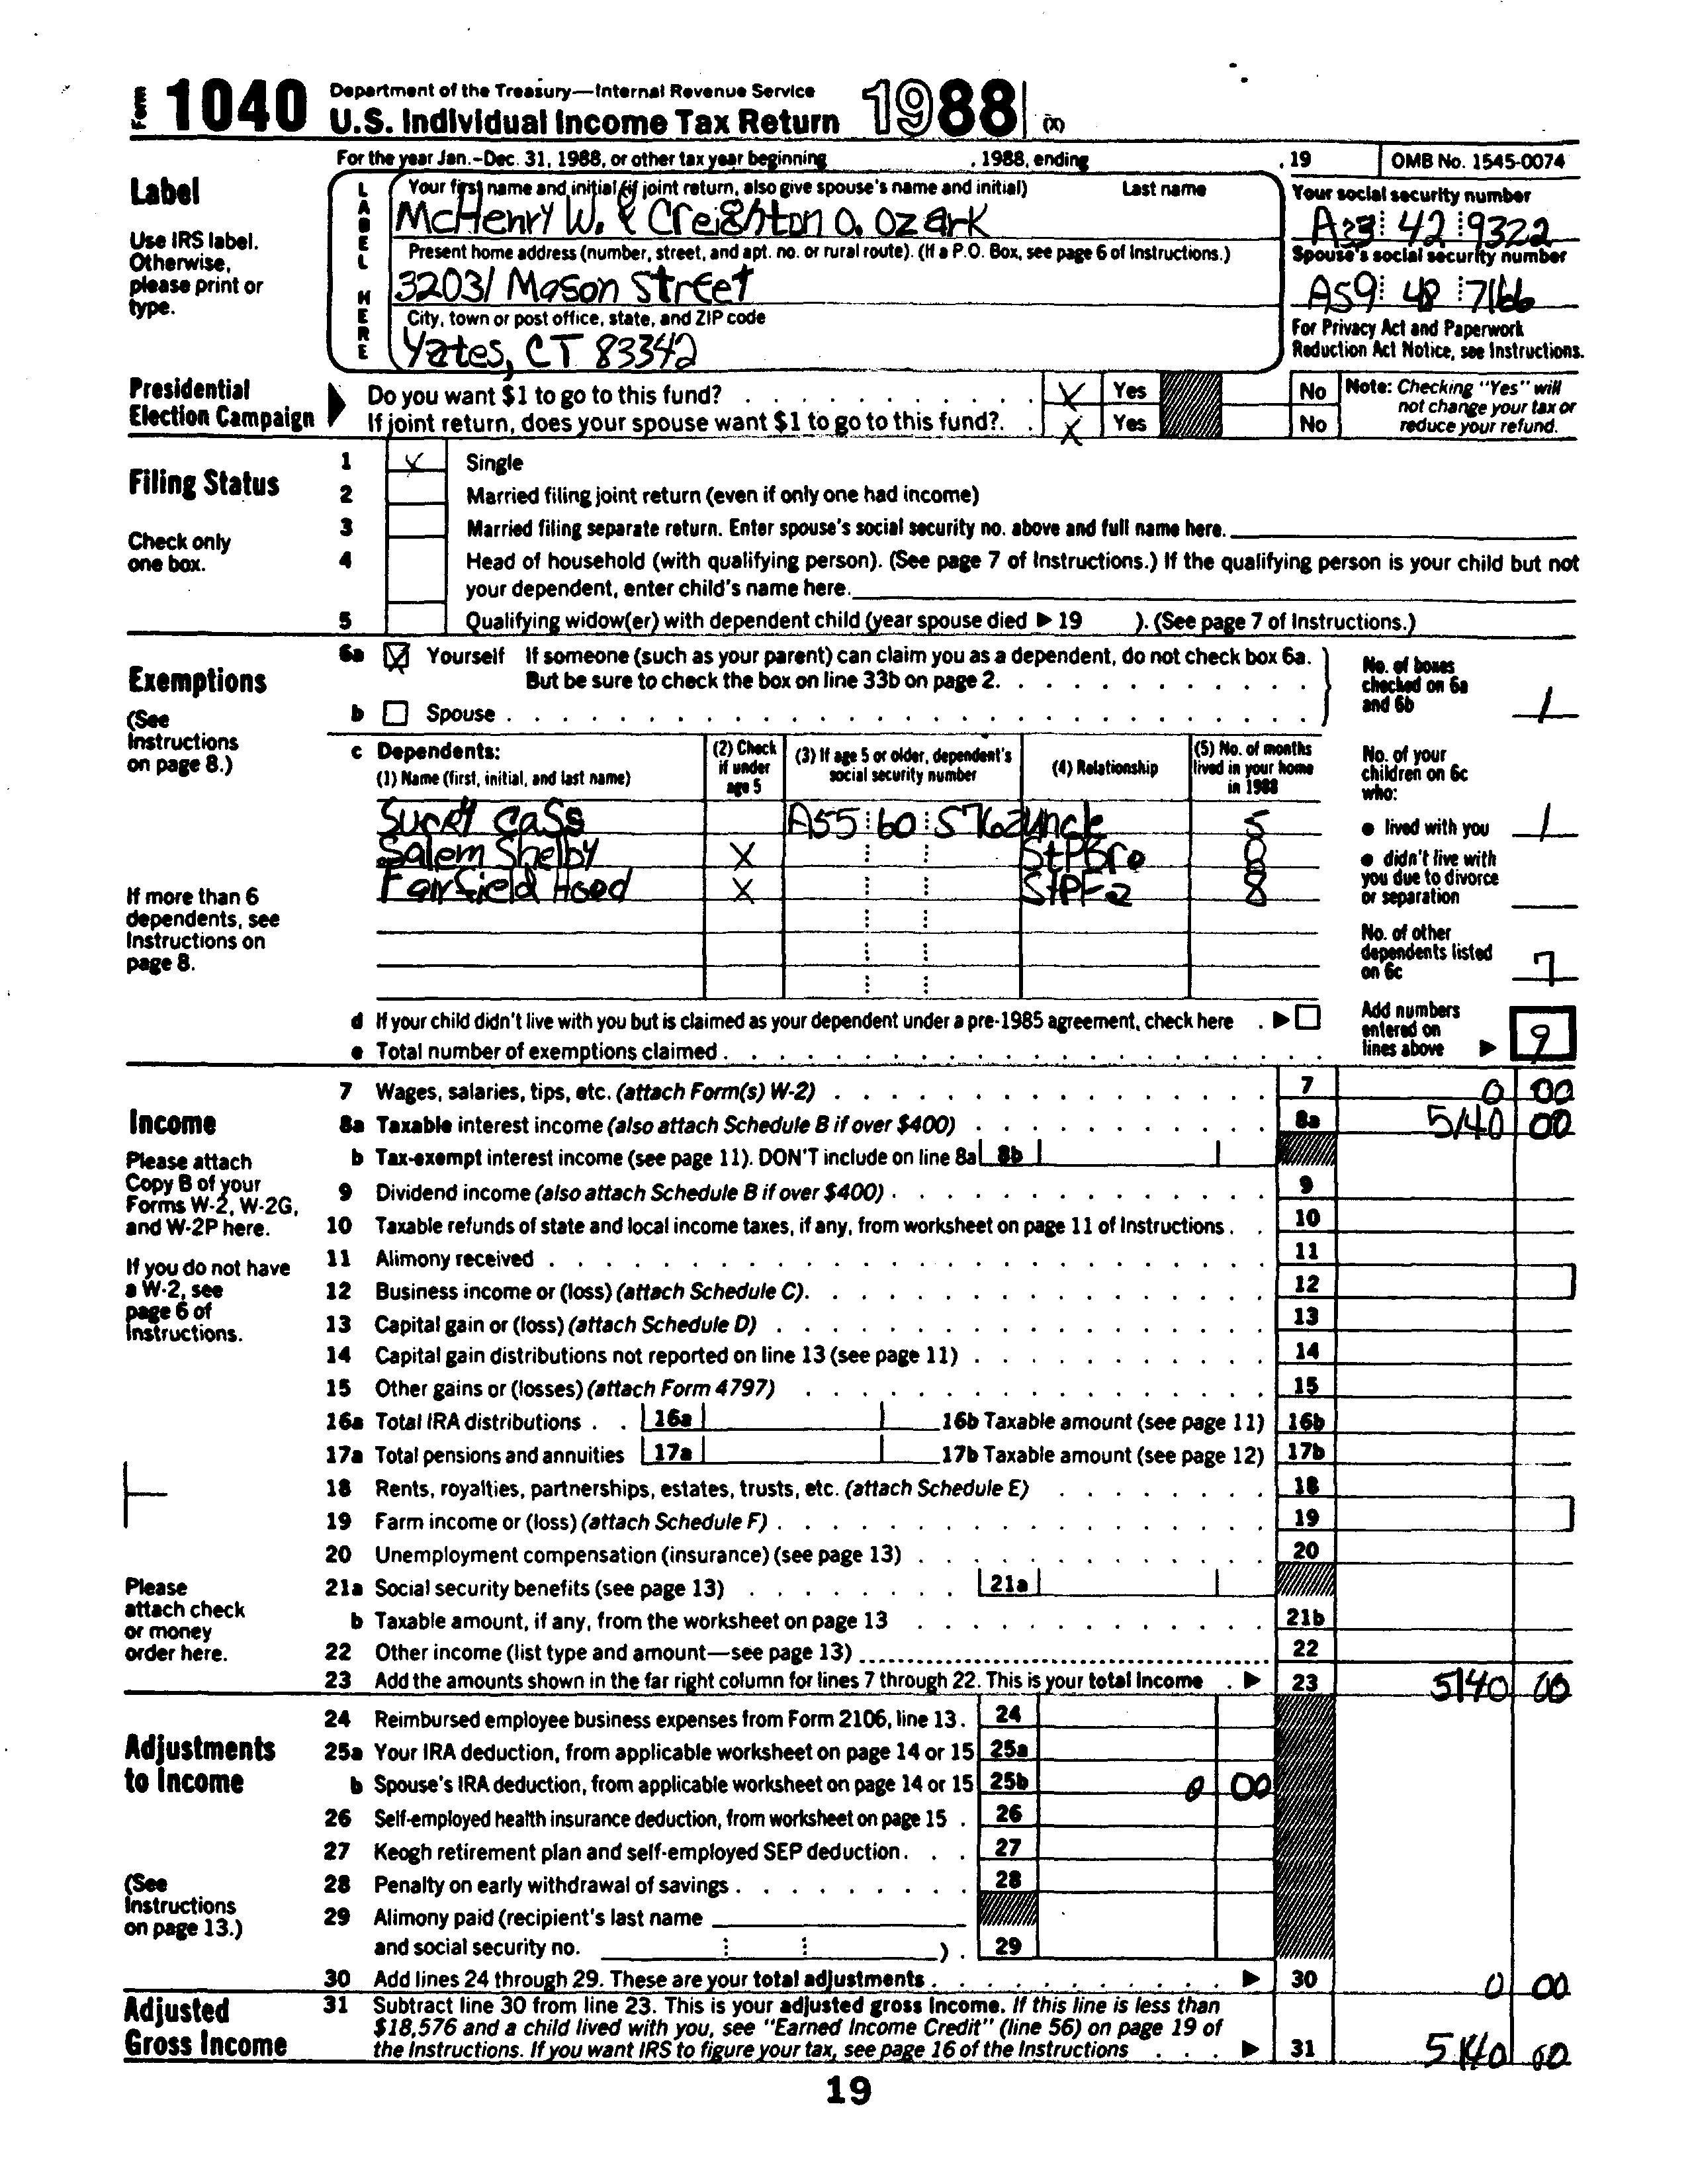 Form 1040 Department of the Treasury—Internal Revenue Service
U.S. Individual Income Tax Return 1988 (X)
For the year Jan.-Dec. 31, 1988, or other tax year beginning , 1988, ending , 19 OMB No. 1545-0074
Label
Use IRS label. Otherwise, please print or type.
LABEL HERE
Your first name and initial (if joint return, also give spouse's name and initial) Last name
McHenry W. & Creighton O. Ozark
Your social security number
A23 42 9322
Present home address (number, street, and apt. no. or rural route). (If a P.O. Box, see page 6 of Instructions.)
32031 Mason Street
Spouse's social security number
A59 48 7166
City, town or post office, state, and ZIP code
Yates, CT 83342
For Privacy Act and Paperwork Reduction Act Notice, see Instructions.
Presidential Election Campaign
Do you want $1 to go to this fund? X Yes No
If joint return, does your spouse want $1 to go to this fund?. X Yes No
Note: Checking "Yes" will not change your tax or reduce your refund.
Filing Status
Check only one box.
1 X Single
2 Married filing joint return (even if only one had income)
3 Married filing separate return. Enter spouse's social security no. above and full name here.
4 Head of household (with qualifying person). (See page 7 of Instructions.) If the qualifying person is your child but not
your dependent, enter child's name here.
5 Qualifying widow(er) with dependent child (year spouse died ▶ 19 ). (See page 7 of Instructions.)
Exemptions
(See Instructions on page 8.)
6a X Yourself If someone (such as your parent) can claim you as a dependent, do not check box 6a.
But be sure to check the box on line 33b on page 2.
b Spouse
No. of boxes checked on 6a and 6b 1
c Dependents:
(1) Name (first, initial, and last name)
(2) Check if under age 5
(3) If age 5 or older, dependent's social security number
(4) Relationship
(5) No. of months lived in your home in 1988
Surry Cass A55 60 5762 uncle 5
Salem Shelby X StPBro 8
Fairfield Hood X StPFa 8
No. of your children on 6c who:
● lived with you 1
● didn't live with you due to divorce or separation
No. of other dependents listed on 6c 7
If more than 6 dependents, see Instructions on page 8.
d If your child didn't live with you but is claimed as your dependent under a pre-1985 agreement, check here . ▶
e Total number of exemptions claimed
Add numbers entered on lines above ▶ 9
Income
Please attach Copy B of your Forms W-2, W-2G, and W-2P here.
If you do not have a W-2, see page 6 of Instructions.
Please attach check or money order here.
7 Wages, salaries, tips, etc. (attach Form(s) W-2) 7 0 00
8a Taxable interest income (also attach Schedule B if over $400) 8a 5140 00
b Tax-exempt interest income (see page 11). DON'T include on line 8a 8b
9 Dividend income (also attach Schedule B if over $400) 9
10 Taxable refunds of state and local income taxes, if any, from worksheet on page 11 of Instructions 10
11 Alimony received 11
12 Business income or (loss) (attach Schedule C). 12
13 Capital gain or (loss) (attach Schedule D) 13
14 Capital gain distributions not reported on line 13 (see page 11) 14
15 Other gains or (losses) (attach Form 4797) 15
16a Total IRA distributions 16a 16b Taxable amount (see page 11) 16b
17a Total pensions and annuities 17a 17b Taxable amount (see page 12) 17b
18 Rents, royalties, partnerships, estates, trusts, etc. (attach Schedule E) 18
19 Farm income or (loss) (attach Schedule F) 19
20 Unemployment compensation (insurance) (see page 13) 20
21a Social security benefits (see page 13) 21a
b Taxable amount, if any, from the worksheet on page 13 21b
22 Other income (list type and amount—see page 13) 22
23 Add the amounts shown in the far right column for lines 7 through 22. This is your total income ▶ 23 5140 00
Adjustments to Income
(See Instructions on page 13.)
24 Reimbursed employee business expenses from Form 2106, line 13. 24
25a Your IRA deduction, from applicable worksheet on page 14 or 15 25a
b Spouse's IRA deduction, from applicable worksheet on page 14 or 15 25b 0 00
26 Self-employed health insurance deduction, from worksheet on page 15 26
27 Keogh retirement plan and self-employed SEP deduction 27
28 Penalty on early withdrawal of savings 28
29 Alimony paid (recipient's last name
and social security no. ) 29
30 Add lines 24 through 29. These are your total adjustments ▶ 30 0 00
Adjusted Gross Income
31 Subtract line 30 from line 23. This is your adjusted gross income. If this line is less than
$18,576 and a child lived with you, see "Earned Income Credit" (line 56) on page 19 of
the Instructions. If you want IRS to figure your tax, see page 16 of the Instructions ▶ 31 5140 00
19